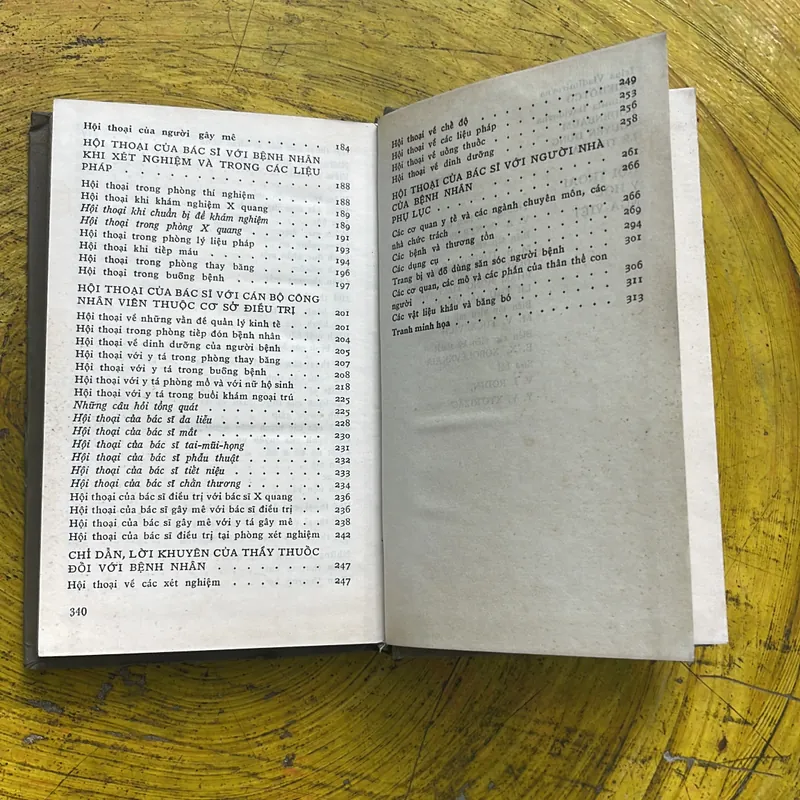 Hội thoại của người gây mê . . . . . . . 184
HỘI THOẠI CỦA BÁC SĨ VỚI BỆNH NHÂN
KHI XÉT NGHIỆM VÀ TRONG CÁC LIỆU
PHÁP . . . . . . . . . . . . . . . . 188
Hội thoại trong phòng thí nghiệm . . . . . . 188
Hội thoại khi khám nghiệm X quang . . . . . 189
Hội thoại khi chuẩn bị để khám nghiệm . . . . 189
Hội thoại trong phòng X quang . . . . . . . 191
Hội thoại trong phòng lý liệu pháp . . . . . . 193
Hội thoại khi tiếp máu . . . . . . . . . . 194
Hội thoại trong phòng thay băng . . . . . . 196
Hội thoại trong buồng bệnh . . . . . . . . 197
HỘI THOẠI CỦA BÁC SĨ VỚI CÁN BỘ CÔNG
NHÂN VIÊN THUỘC CƠ SỞ ĐIỀU TRỊ . . . 201
Hội thoại về những vấn đề quản lý kinh tế . . . 201
Hội thoại trong phòng tiếp đón bệnh nhân . . . 204
Hội thoại về dinh dưỡng của người bệnh . . . . 205
Hội thoại với y tá trong phòng thay băng . . . . 207
Hội thoại với y tá trong buồng bệnh . . . . . 208
Hội thoại với y tá phòng mổ và với nữ hộ sinh . 218
Hội thoại với y tá trong buổi khám ngoại trú . . 225
Những câu hỏi tổng quát . . . . . . . . . 225
Hội thoại của bác sĩ da liễu . . . . . . . . 228
Hội thoại của bác sĩ mắt . . . . . . . . . 230
Hội thoại của bác sĩ tai-mũi-họng . . . . . . 231
Hội thoại của bác sĩ phẫu thuật . . . . . . . 232
Hội thoại của bác sĩ tiết niệu . . . . . . . 233
Hội thoại của bác sĩ chấn thương . . . . . . 234
Hội thoại của bác sĩ điều trị với bác sĩ X quang . 236
Hội thoại của bác sĩ gây mê với bác sĩ điều trị . . 236
Hội thoại của bác sĩ gây mê với y tá gây mê . . 238
Hội thoại của bác sĩ điều trị tại phòng xét nghiệm 242
CHỈ DẪN, LỜI KHUYÊN CỦA THẦY THUỐC
ĐỐI VỚI BỆNH NHÂN . . . . . . . . . 247
Hội thoại về các xét nghiệm . . . . . . . . 247
340
Hội thoại về chế độ . . . . . . . . . . 249
Hội thoại về các liệu pháp . . . . . . . . 253
Hội thoại về uống thuốc . . . . . . . . . 256
Hội thoại về dinh dưỡng . . . . . . . . . 258
HỘI THOẠI CỦA BÁC SĨ VỚI NGƯỜI NHÀ
CỦA BỆNH NHÂN . . . . . . . . . . . 261
PHỤ LỤC . . . . . . . . . . . . . . 266
Các cơ quan y tế và các ngành chuyên môn, các
nhà chức trách . . . . . . . . . . . . 266
Các bệnh và thương tổn . . . . . . . . . 269
Các dụng cụ . . . . . . . . . . . . . 294
Trang bị và đồ dùng săn sóc người bệnh . . . . 301
Các cơ quan, các mô và các phần của thân thể con
người . . . . . . . . . . . . . . . 306
Các vật liệu khâu và băng bó . . . . . . . 311
Tranh minh họa . . . . . . . . . . . . 313